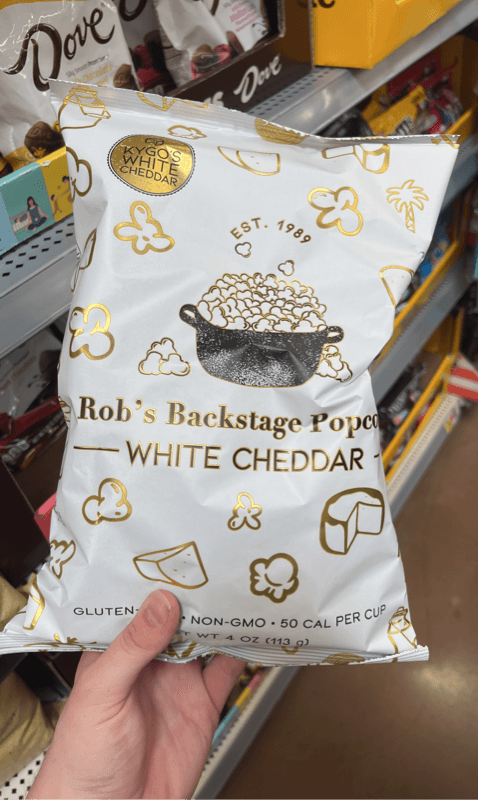 Dove
Dove
KYGO'S
WHITE
CHEDDAR
EST. 1989
Rob's Backstage Popco
WHITE CHEDDAR
GLUTEN- • NON-GMO • 50 CAL PER CUP
WT 4 OZ (113 g)